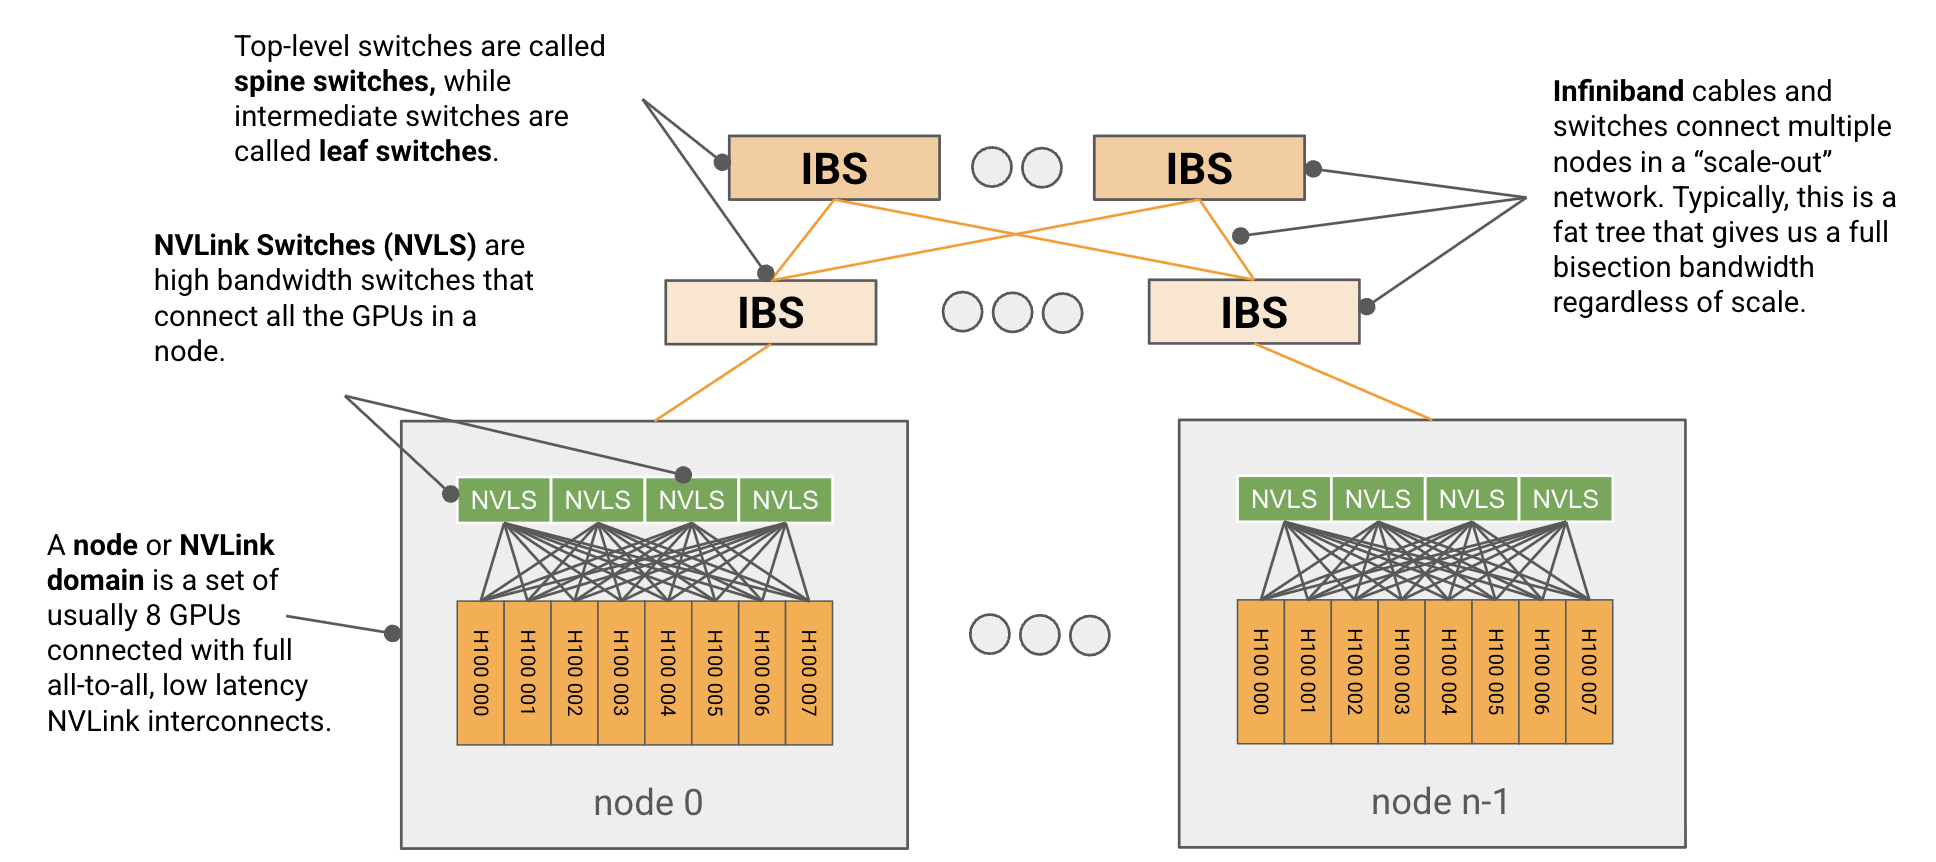 Top-level switches are called
spine switches, while
intermediate switches are
called leaf switches.
Infiniband cables and
switches connect multiple
nodes in a “scale-out”
network. Typically, this is a
fat tree that gives us a full
bisection bandwidth
regardless of scale.
IBS
IBS
NVLink Switches (NVLS) are
high bandwidth switches that
connect all the GPUs in a
node.
IBS
IBS
NVLS NVLS NVLS NVLS
NVLS NVLS NVLS NVLS
A node or NVLink
domain is a set of
usually 8 GPUs
connected with full
all-to-all, low latency
NVLink interconnects.
H100 000
H100 001
H100 002
H100 003
H100 004
H100 005
H100 006
H100 007
H100 000
H100 001
H100 002
H100 003
H100 004
H100 005
H100 006
H100 007
node 0
node n-1